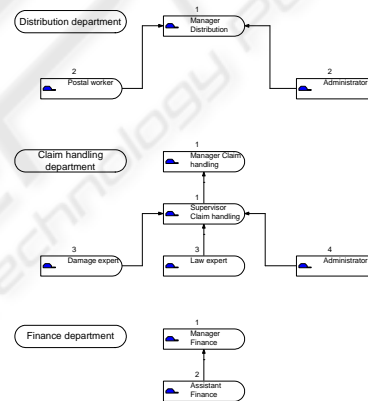 1
Distribution department
Manager
Distribution
2
Postal worker
2
Administrator
1
Claim handling
department
Manager Claim
handling
1
Supervisor
Claim handling
3
Damage expert
3
Law expert
4
Administrator
1
Finance department
Manager
Finance
2
Assistant
Finance